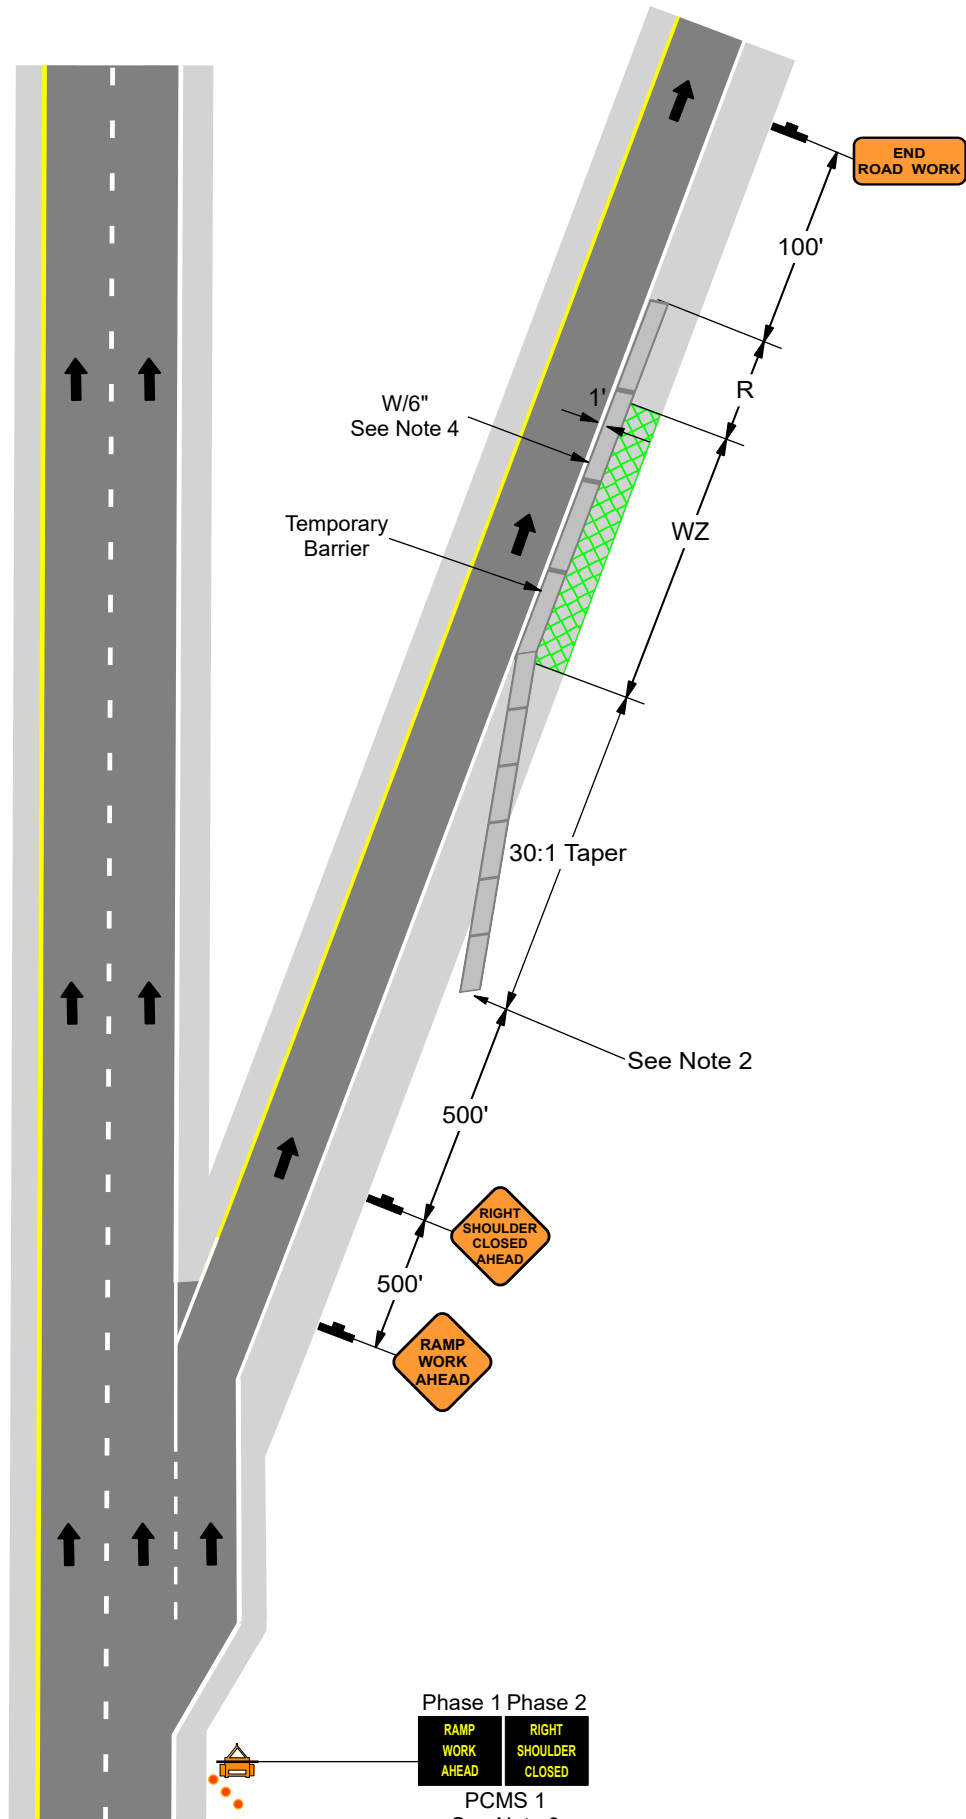 END
ROAD WORK
100'
R
1'
W/6"
See Note 4
WZ
Temporary
Barrier
30:1 Taper
See Note 2
500'
RIGHT
SHOULDER
CLOSED
AHEAD
500'
RAMP
WORK
AHEAD
Phase 1 Phase 2
RAMP
WORK
AHEAD
RIGHT
SHOULDER
CLOSED
PCMS 1
See Note